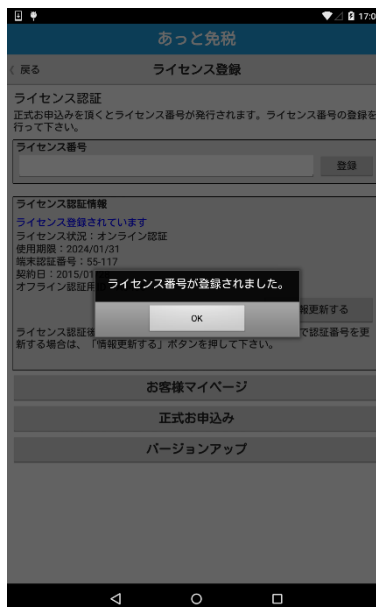 17:0
あっと免税
戻る
ライセンス登録
ライセンス認証
正式お申込みを頂くとライセンス番号が発行されます。ライセンス番号の登録を
行って下さい。
ライセンス番号
登録
ライセンス認証情報
ライセンス登録されています
ライセンス状況：オンライン認証
使用期限：2024/01/31
端末認証番号：55-117
契約日：2015/01
オフライン認証用
ライセンス番号が登録されました。
OK
報更新する
ライセンス認証後
で認証番号を更
新する場合は、「情報更新する」ボタンを押して下さい。
お客様マイページ
正式お申込み
バージョンアップ